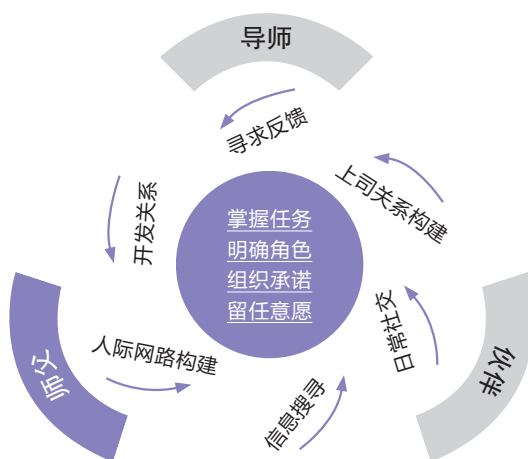 导师
寻求反馈
上司关系构建
开发关系
掌握任务
明确角色
组织承诺
留任意愿
日常社交
师父
人际网路构建
伙伴
信息搜寻